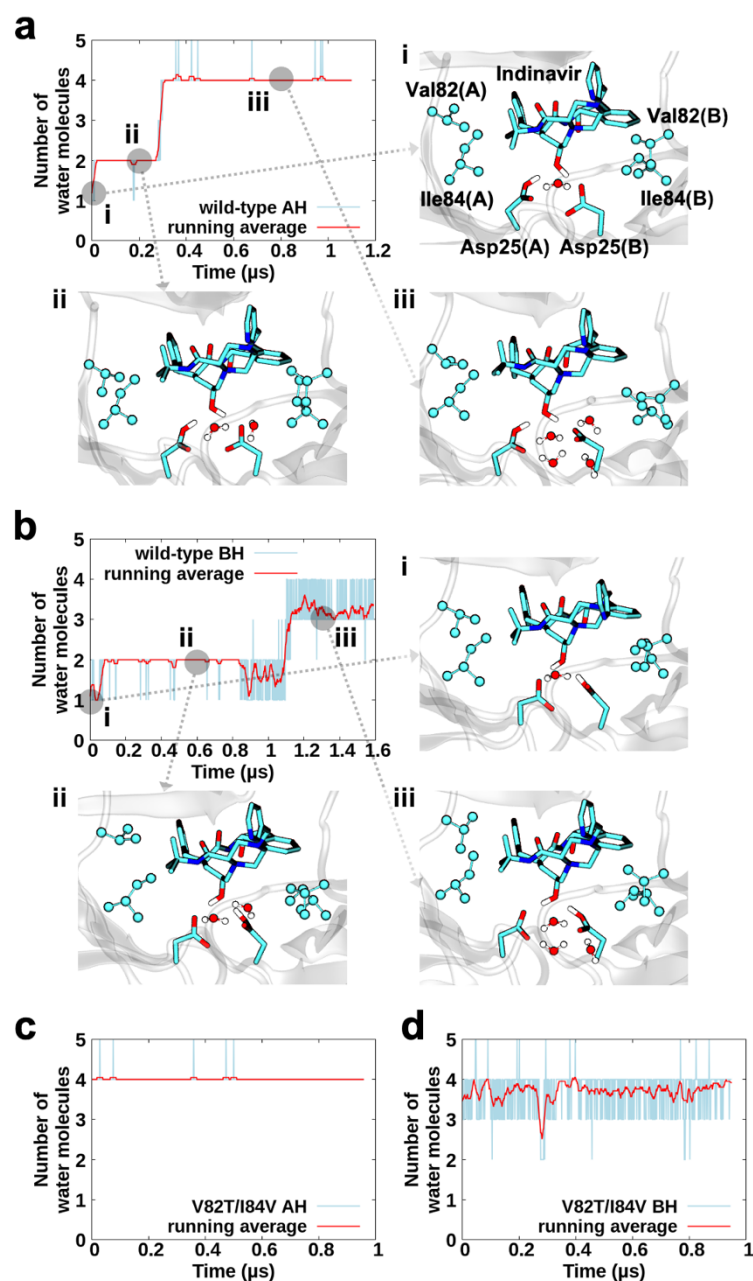 a
Number of
water molecules
5
4
3
2
1
0
i
ii
iii
wild-type AH
running average
0 0.2 0.4 0.6 0.8 1 1.2
Time (µs)
i
Indinavir
Val82(A)
Val82(B)
Ile84(A)
Ile84(B)
Asp25(A) Asp25(B)
ii
iii
b
Number of
water molecules
5
4
3
2
1
0
wild-type BH
running average
i
ii
iii
0 0.2 0.4 0.6 0.8 1 1.2 1.4 1.6
Time (µs)
i
ii
iii
c
Number of
water molecules
5
4
3
2
1
0
V82T/I84V AH
running average
0 0.2 0.4 0.6 0.8 1
Time (µs)
d
Number of
water molecules
5
4
3
2
1
0
V82T/I84V BH
running average
0 0.2 0.4 0.6 0.8 1
Time (µs)